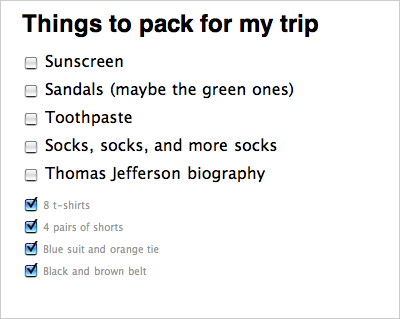 Things to pack for my trip
Sunscreen
Sandals (maybe the green ones)
Toothpaste
Socks, socks, and more socks
Thomas Jefferson biography
8 t-shirts
4 pairs of shorts
Blue suit and orange tie
Black and brown belt